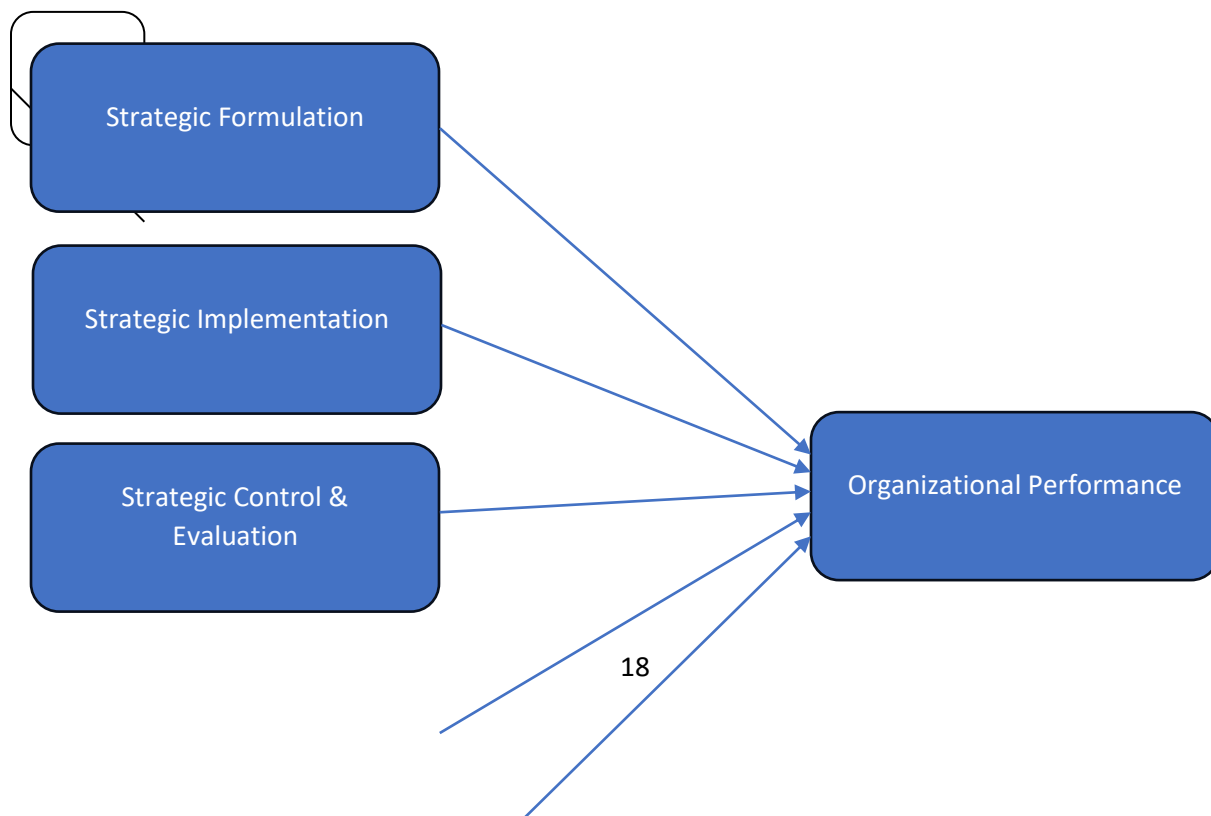 Strategic Formulation
Strategic Implementation
Strategic Control &
Evaluation
Organizational Performance
18